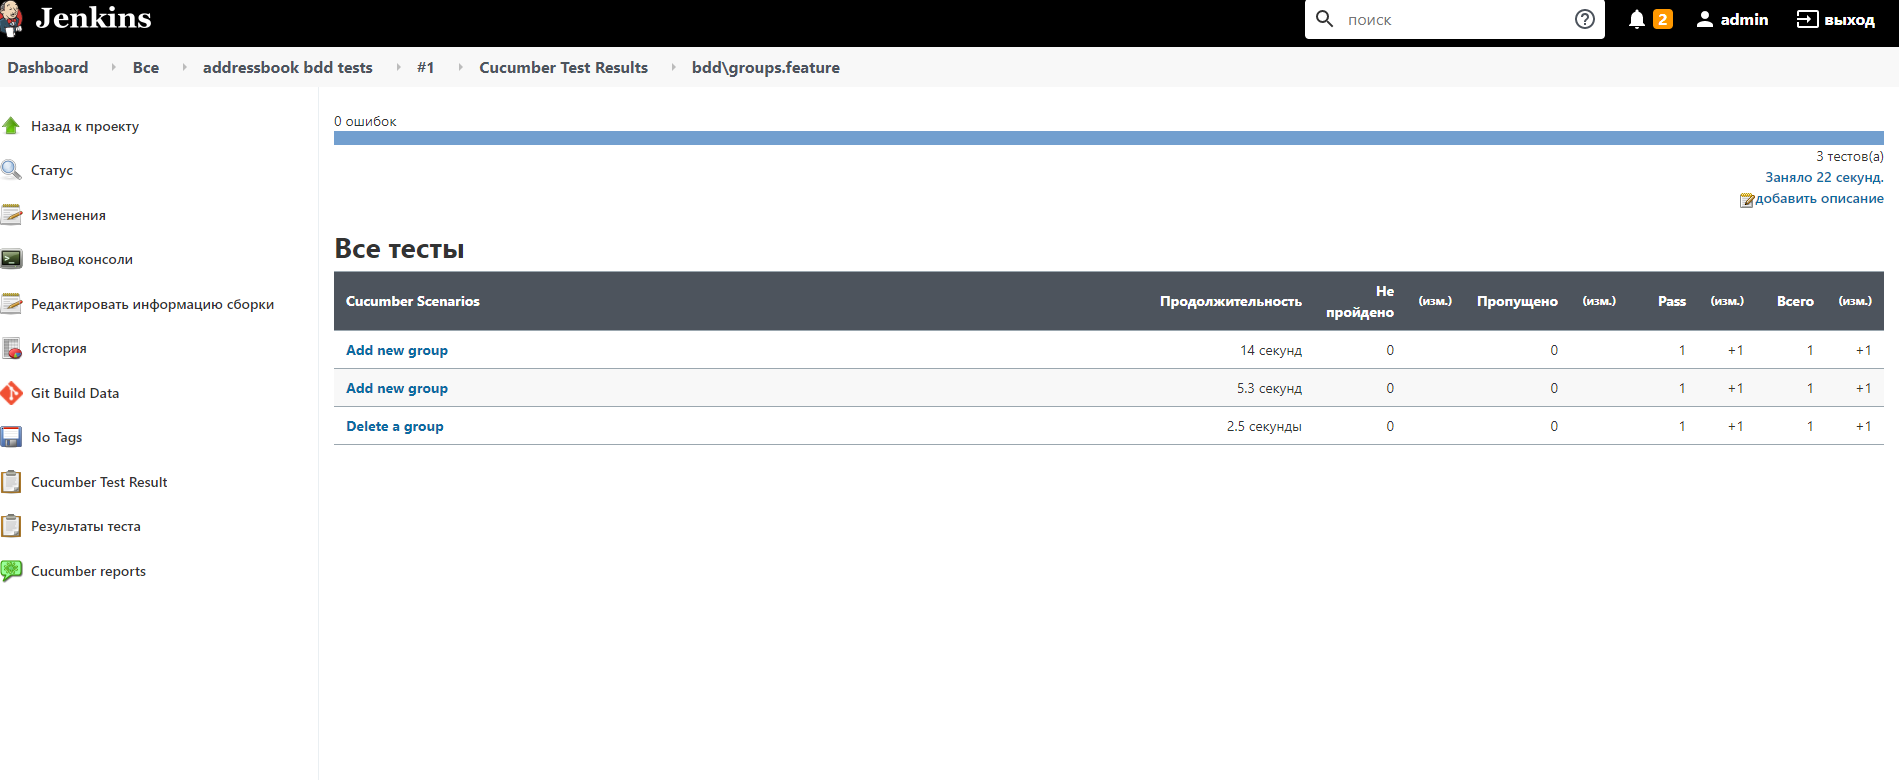 Jenkins
поиск
2
admin
выход
Dashboard
Все
addressbook bdd tests
#1
Cucumber Test Results
bdd\groups.feature
Назад к проекту
Статус
Изменения
Вывод консоли
Редактировать информацию сборки
История
Git Build Data
No Tags
Cucumber Test Result
Результаты теста
Cucumber reports
0 ошибок
3 тестов(а)
Заняло 22 секунд.
добавить описание
Все тесты
Cucumber Scenarios Продолжительность Не пройдено (изм.) Пропущено (изм.) Pass (изм.) Всего (изм.)
Add new group 14 секунд 0 0 1 +1 1 +1
Add new group 5.3 секунд 0 0 1 +1 1 +1
Delete a group 2.5 секунды 0 0 1 +1 1 +1